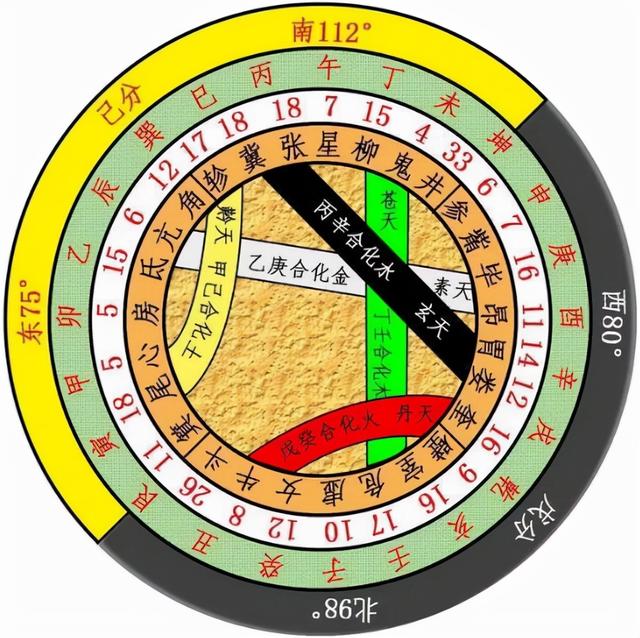 南112°
西80°
戊分
北98°
东75°
己分
午 丁 未 坤 申 庚 酉 辛 戌 乾 亥 壬 子 癸 丑 艮 寅 甲 卯 乙 辰 巽 巳 丙
7 15 4 33 6 7 16 11 14 12 16 9 16 17 10 12 8 26 11 18 5 5 15 6 12 17 18 18
星 柳 鬼 井 参 觜 毕 昂 胃 娄 奎 壁 室 危 虚 女 牛 斗 箕 尾 心 房 氐 亢 角 轸 冀 张
苍天 丁壬合化木
丙辛合化水 玄天
乙庚合化金 素天
天 甲己合化土
戊癸合化火 丹天